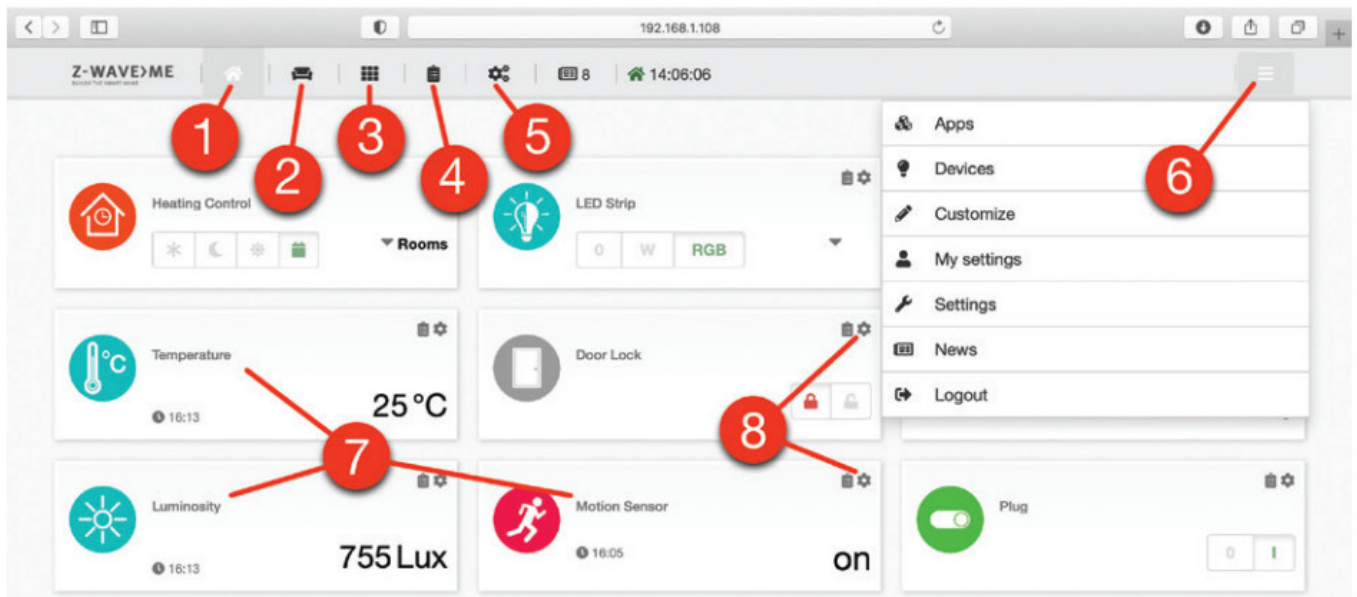 192.168.1.108
Z-WAVE>ME
8
14:06:06
1
2
3
4
5
6
Apps
Devices
Customize
My settings
Settings
News
Logout
Heating Control
Rooms
LED Strip
0 W RGB
Temperature
°C
16:13
25 °C
Door Lock
7
8
Luminosity
16:13
755 Lux
Motion Sensor
16:05
on
Plug
0 I